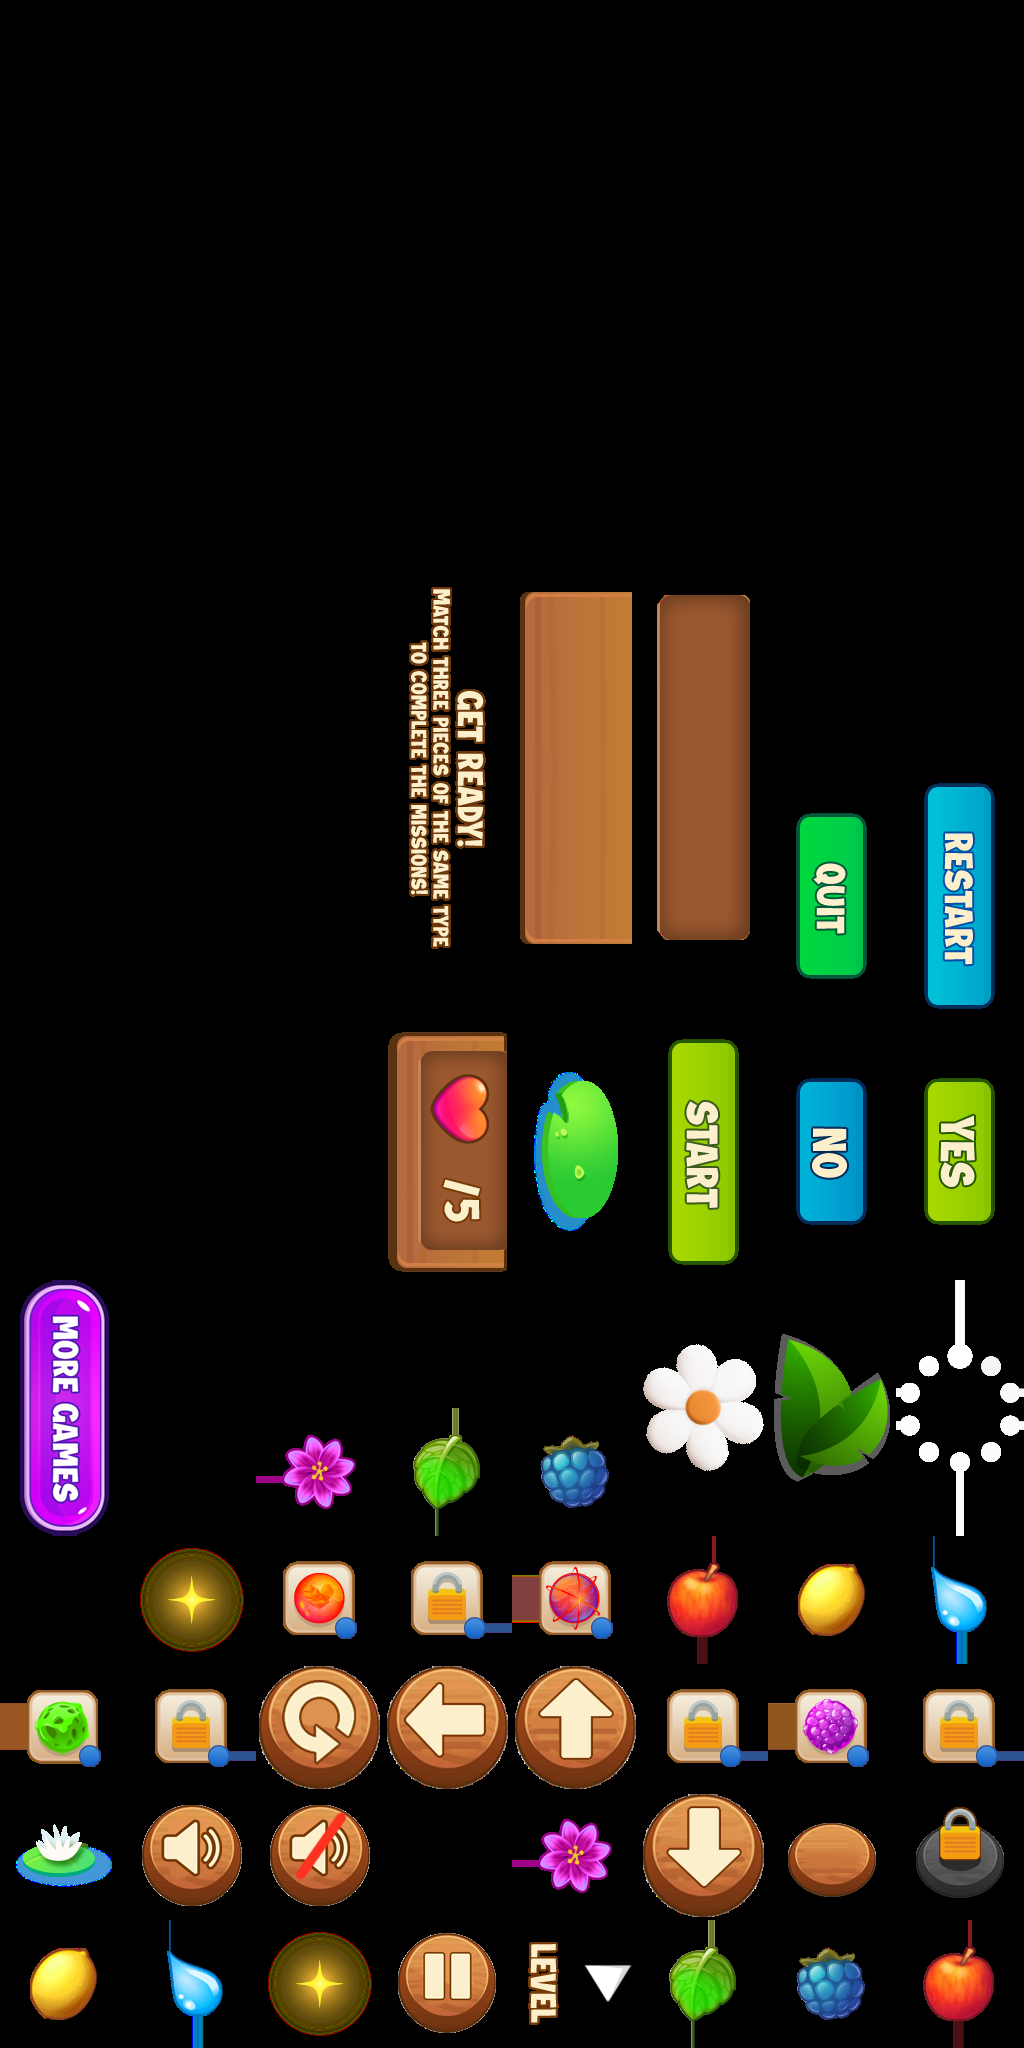 GET READY!
MATCH THREE PIECES OF THE SAME TYPE
TO COMPLETE THE MISSIONS!
QUIT
RESTART
/5
START
NO
YES
MORE GAMES
LEVEL